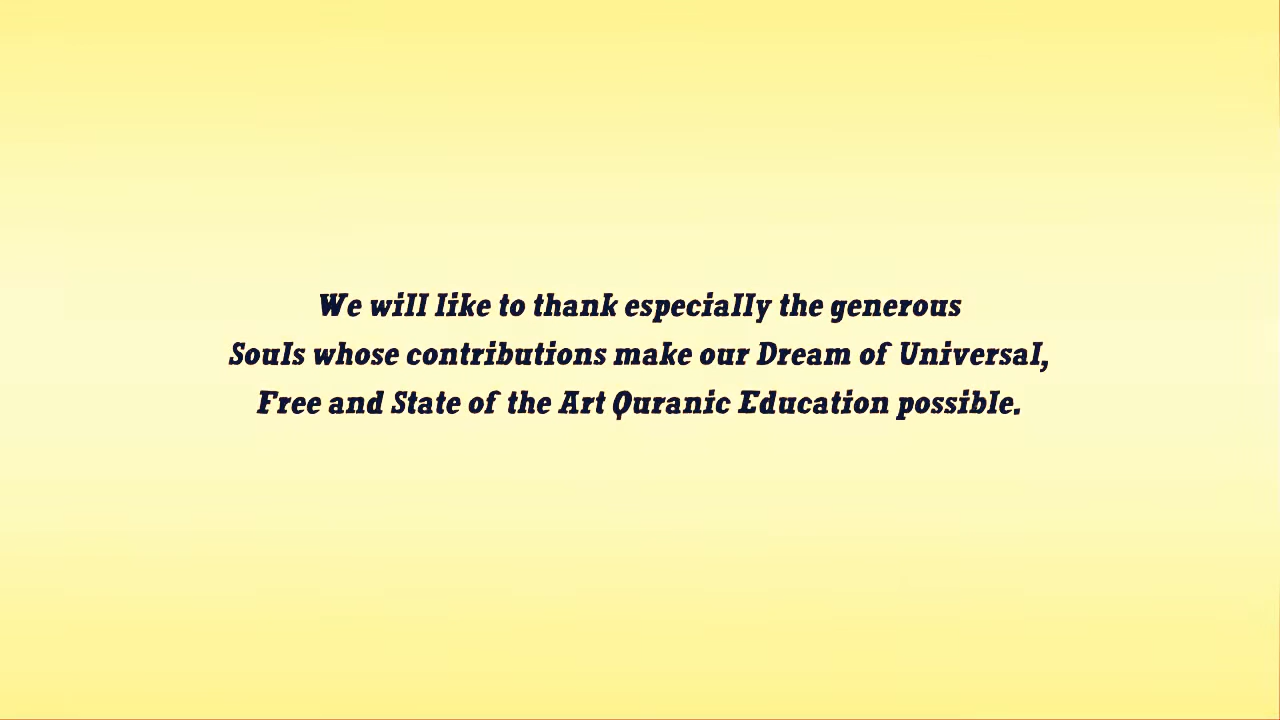 We will like to thank especially the generous
Souls whose contributions make our Dream of Universal,
Free and State of the Art Quranic Education possible.